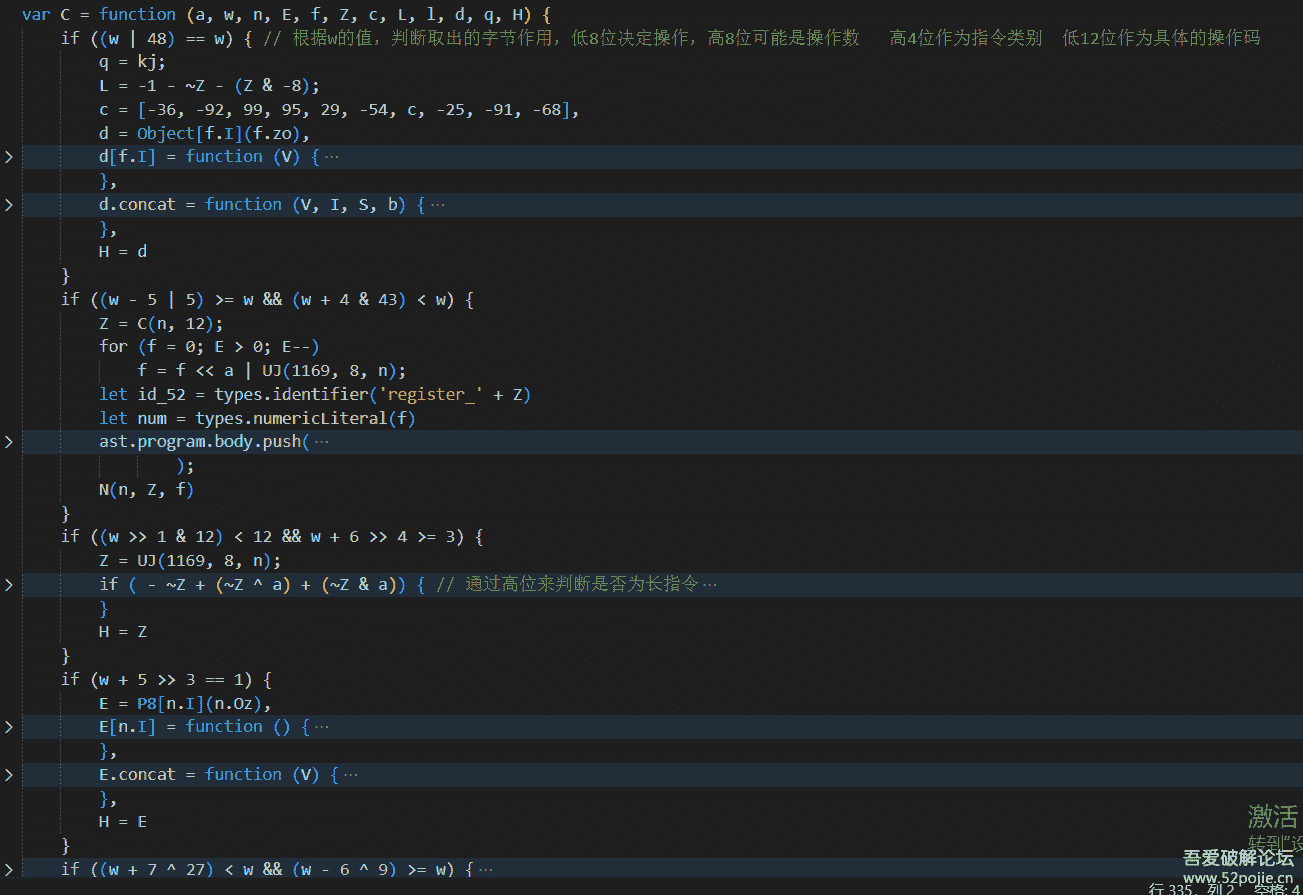 var C = function (a, w, n, E, f, Z, c, L, l, d, q, H) {
    if ((w | 48) == w) { // 根据w的值，判断取出的字节作用，低8位决定操作，高8位可能是操作数   高4位作为指令类别  低12位作为具体的操作码
        q = kj;
        L = -1 - ~Z - (Z & -8);
        c = [-36, -92, 99, 95, 29, -54, c, -25, -91, -68],
        d = Object[f.I](f.zo),
        d[f.I] = function (V) { ···
        },
        d.concat = function (V, I, S, b) { ···
        },
        H = d
    }
    if ((w - 5 | 5) >= w && (w + 4 & 43) < w) {
        Z = C(n, 12);
        for (f = 0; E > 0; E--)
            f = f << a | UJ(1169, 8, n);
        let id_52 = types.identifier('register_' + Z)
        let num = types.numericLiteral(f)
        ast.program.body.push( ···
                );
        N(n, Z, f)
    }
    if ((w >> 1 & 12) < 12 && w + 6 >> 4 >= 3) {
        Z = UJ(1169, 8, n);
        if ( - ~Z + (~Z ^ a) + (~Z & a)) { // 通过高位来判断是否为长指令 ···
        }
        H = Z
    }
    if (w + 5 >> 3 == 1) {
        E = P8[n.I](n.Oz),
        E[n.I] = function () { ···
        },
        E.concat = function (V) { ···
        },
        H = E
    }
    if ((w + 7 ^ 27) < w && (w - 6 ^ 9) >= w) { ···
激活
转到"设
吾爱破解论坛
www.52pojie.cn
行 335，列 2    空格: 4